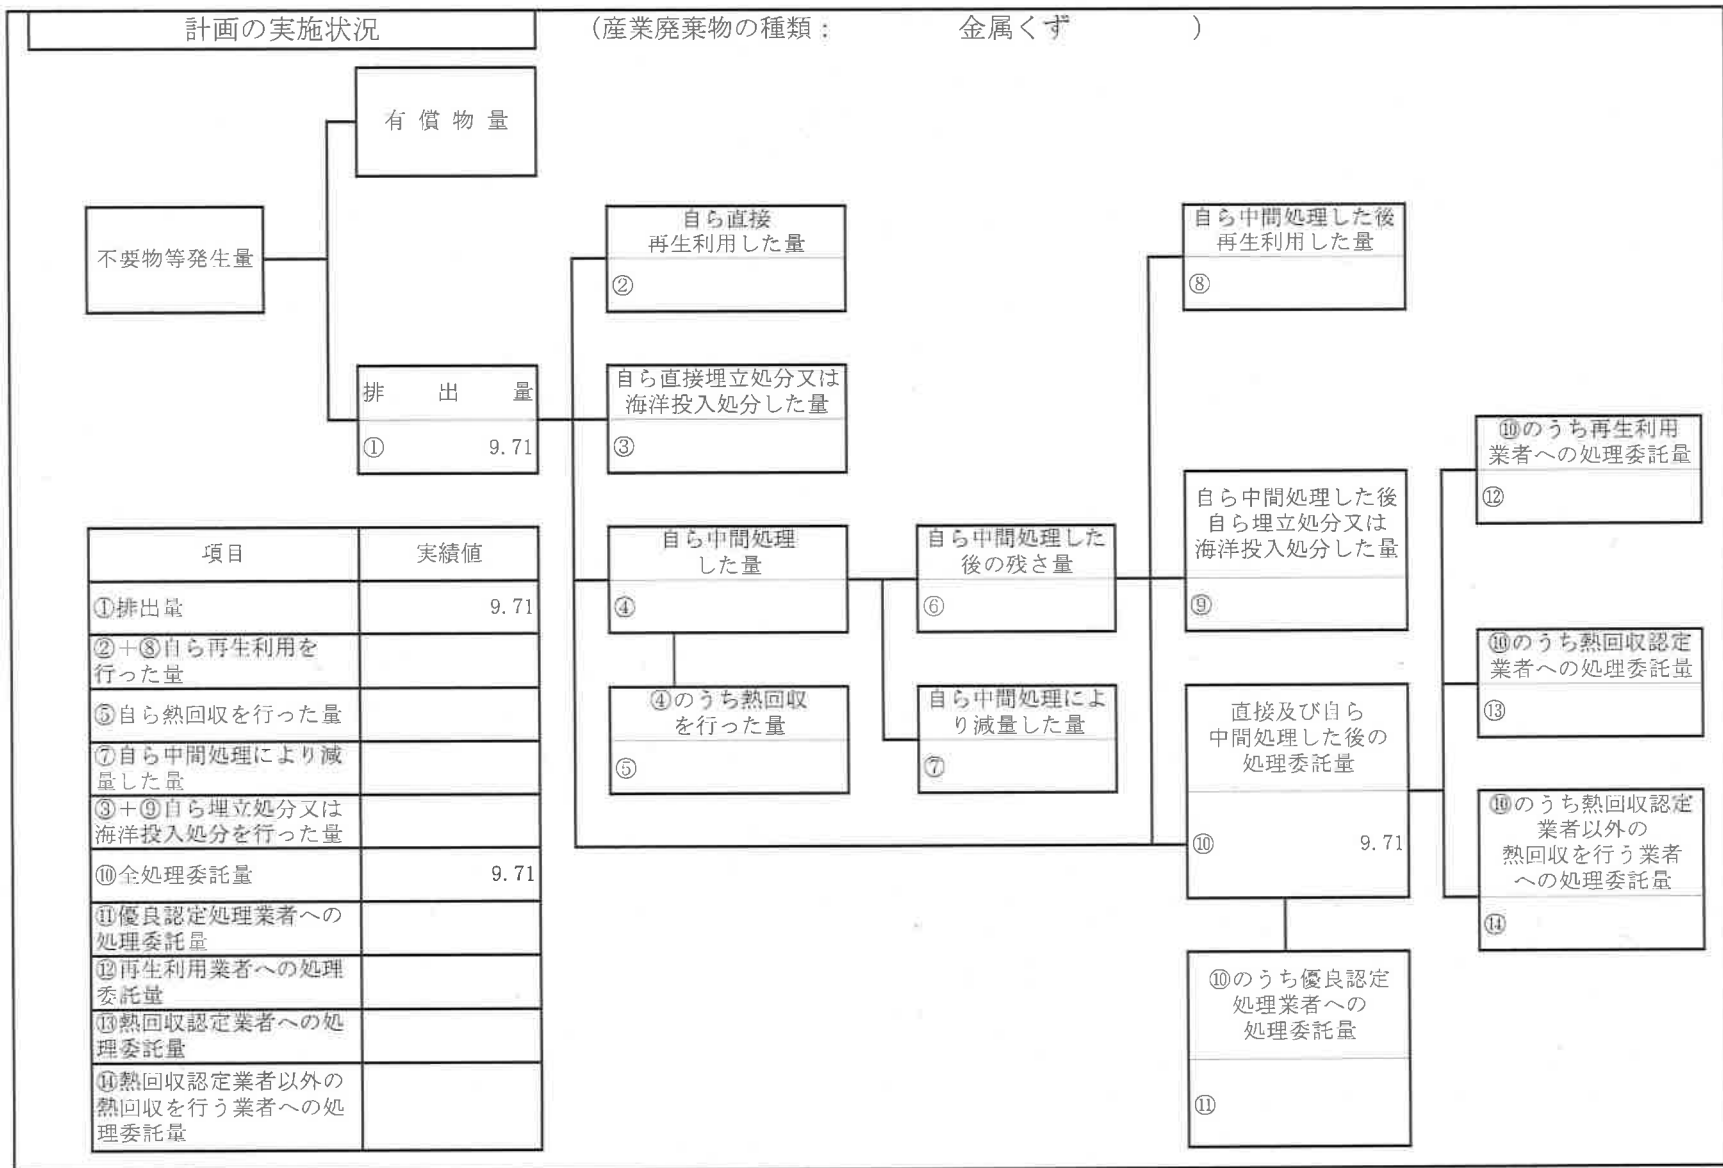 計画の実施状況
(産業廃棄物の種類： 金属くず )
有償物量
不要物等発生量
排出量
① 9.71
自ら直接
再生利用した量
②
自ら直接埋立処分又は
海洋投入処分した量
③
自ら中間処理
した量
④
④のうち熱回収
を行った量
⑤
自ら中間処理した
後の残さ量
⑥
自ら中間処理によ
り減量した量
⑦
自ら中間処理した後
再生利用した量
⑧
自ら中間処理した後
自ら埋立処分又は
海洋投入処分した量
⑨
直接及び自ら
中間処理した後の
処理委託量
⑩ 9.71
⑩のうち優良認定
処理業者への
処理委託量
⑪
⑩のうち再生利用
業者への処理委託量
⑫
⑩のうち熱回収認定
業者への処理委託量
⑬
⑩のうち熱回収認定
業者以外の
熱回収を行う業者
への処理委託量
⑭
項目 実績値
①排出量 9.71
②＋⑧自ら再生利用を
行った量
⑤自ら熱回収を行った量
⑦自ら中間処理により減
量した量
③＋⑨自ら埋立処分又は
海洋投入処分を行った量
⑩全処理委託量 9.71
⑪優良認定処理業者への
処理委託量
⑫再生利用業者への処理
委託量
⑬熱回収認定業者への処
理委託量
⑭熱回収認定業者以外の
熱回収を行う業者への処
理委託量